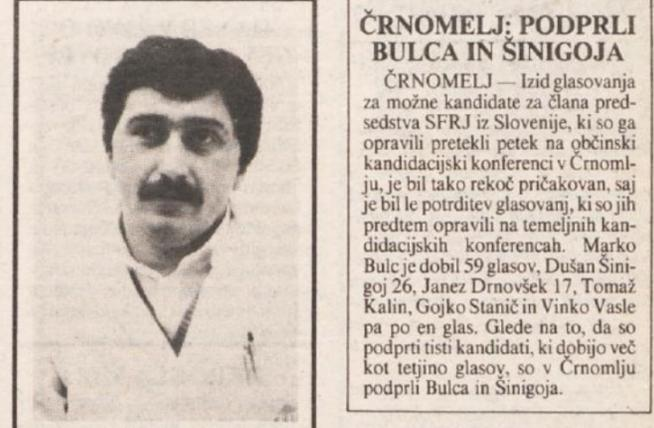 ČRNOMELJ: PODPRLI
BULCA IN ŠINIGOJA
ČRNOMELJ — Izid glasovanja
za možne kandidate za člana pred-
sedstva SFRJ iz Slovenije, ki so ga
opravili pretekli petek na občinski
kandidacijski konferenci v Črnoml-
ju, je bil tako rekoč pričakovan, saj
je bil le potrditev glasovanj, ki so jih
predtem opravili na temeljnih kan-
didacijskih konferencah. Marko
Bulc je dobil 59 glasov, Dušan Šini-
goj 26, Janez Drnovšek 17, Tomaž
Kalin, Gojko Stanič in Vinko Vasle
pa po en glas. Glede na to, da so
podprti tisti kandidati, ki dobijo več
kot tetjino glasov, so v Črnomlju
podprli Bulca in Šinigoja.